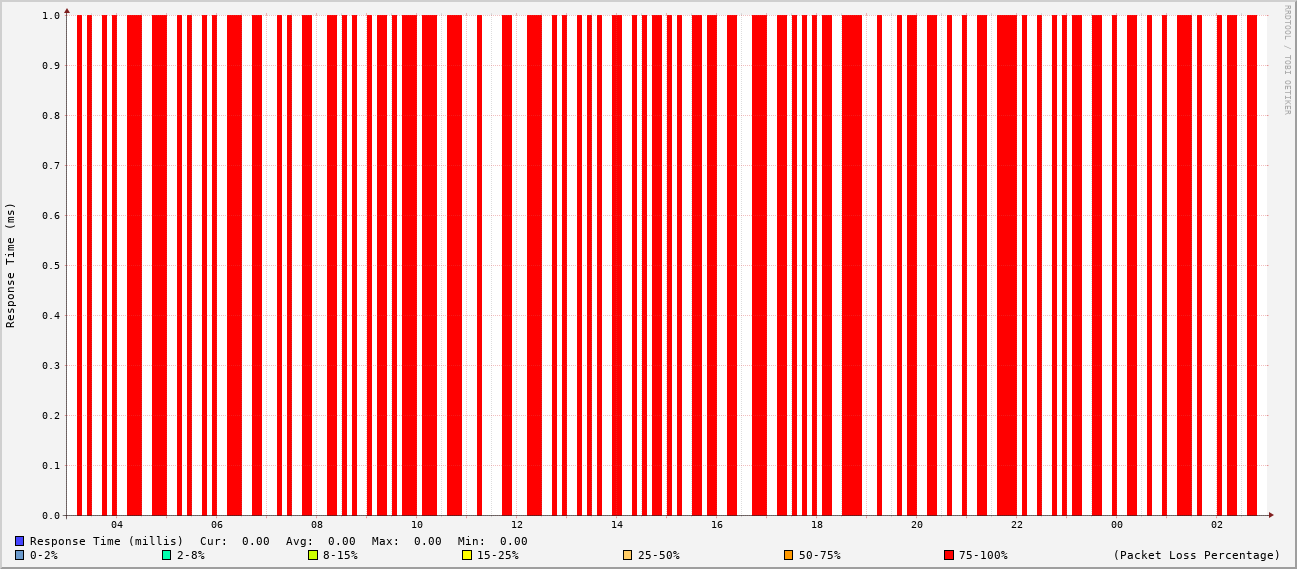 RRDTOOL / TOBI OETIKER
Response Time (ms)
1.0
0.9
0.8
0.7
0.6
0.5
0.4
0.3
0.2
0.1
0.0
04 06 08 10 12 14 16 18 20 22 00 02
Response Time (millis) Cur: 0.00 Avg: 0.00 Max: 0.00 Min: 0.00
0-2% 2-8% 8-15% 15-25% 25-50% 50-75% 75-100% (Packet Loss Percentage)